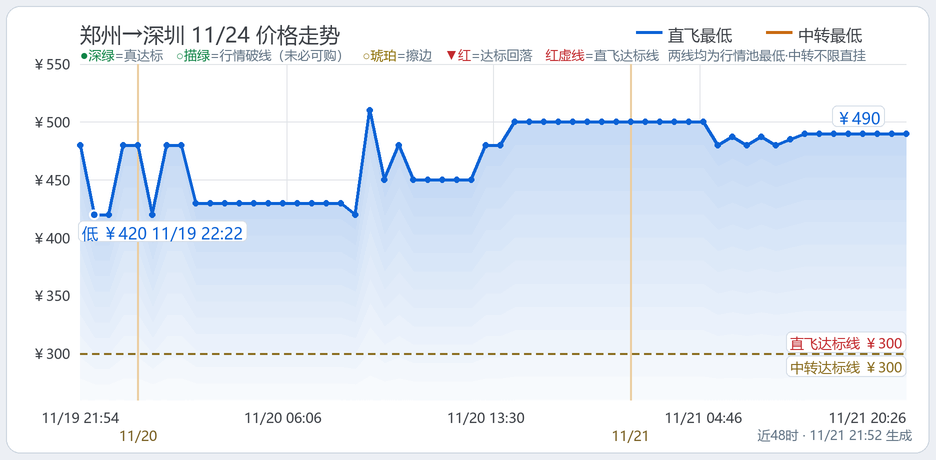 郑州→深圳 11/24 价格走势
直飞最低 中转最低
●深绿=真达标 ○描绿=行情破线（未必可购） ○琥珀=擦边 ▼红=达标回落 红虚线=直飞达标线 两线均为行情池最低·中转不限直挂
¥550
¥500
¥450
¥400
¥350
¥300
¥490
低 ¥420 11/19 22:22
直飞达标线 ¥300
中转达标线 ¥300
11/19 21:54 11/20 06:06 11/20 13:30 11/21 04:46 11/21 20:26
11/20 11/21
近48时 · 11/21 21:52 生成